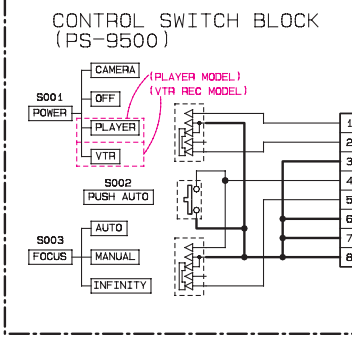 CONTROL SWITCH BLOCK
(PS-9500)
CAMERA
(PLAYER MODEL)
(VTR REC MODEL)
S001
OFF
POWER
PLAYER
VTR
S002
PUSH AUTO
AUTO
S003
FOCUS
MANUAL
INFINITY
1
2
3
4
5
6
7
8